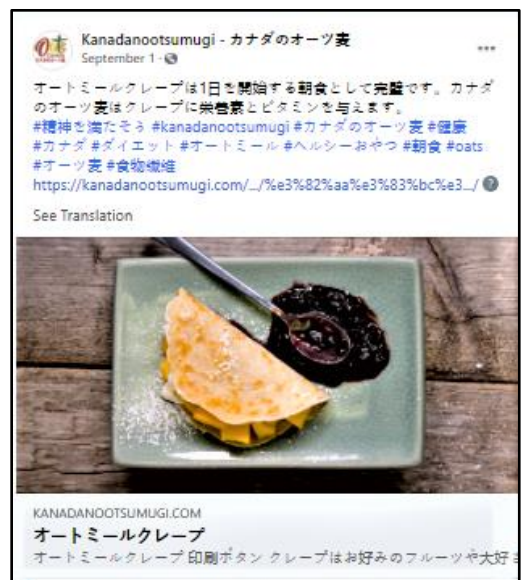 Kanadanootsumugi - カナダのオーツ麦
September 1 ·
オートミールクレープは1日を開始する朝食として完璧です。カナダ
のオーツ麦はクレープに栄養素とビタミンを与えます。
#精神を満たそう #kanadanootsumugi #カナダのオーツ麦 #健康
#カナダ #ダイエット #オートミール #ヘルシーおやつ #朝食 #oats
#オーツ麦 #食物繊维
https://kanadanootsumugi.com/.../%e3%82%aa%e3%83%bc%e3.../
See Translation
KANADANOOTSUMUGI.COM
オートミールクレープ
オートミールクレープ 印刷ボタン クレープはお好みのフルーツや大好